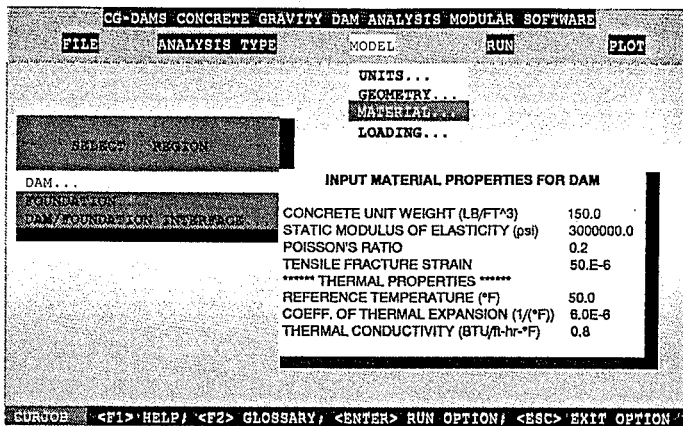 CG-DAMS CONCRETE GRAVITY DAM ANALYSIS MODULAR SOFTWARE
FILE ANALYSIS TYPE MODEL RUN PLOT
UNITS...
GEOMETRY...
MATERIAL...
LOADING...
SELECT REGION
DAM...
FOUNDATION...
DAM/FOUNDATION INTERFACE...
INPUT MATERIAL PROPERTIES FOR DAM
CONCRETE UNIT WEIGHT (LB/FT^3) 150.0
STATIC MODULUS OF ELASTICITY (psi) 3000000.0
POISSON'S RATIO 0.2
TENSILE FRACTURE STRAIN 50.E-6
****** THERMAL PROPERTIES ******
REFERENCE TEMPERATURE (°F) 50.0
COEFF. OF THERMAL EXPANSION (1/(°F)) 6.0E-6
THERMAL CONDUCTIVITY (BTU/ft-hr-°F) 0.8
CURJOB <F1> HELP; <F2> GLOSSARY; <ENTER> RUN OPTION; <ESC> EXIT OPTION